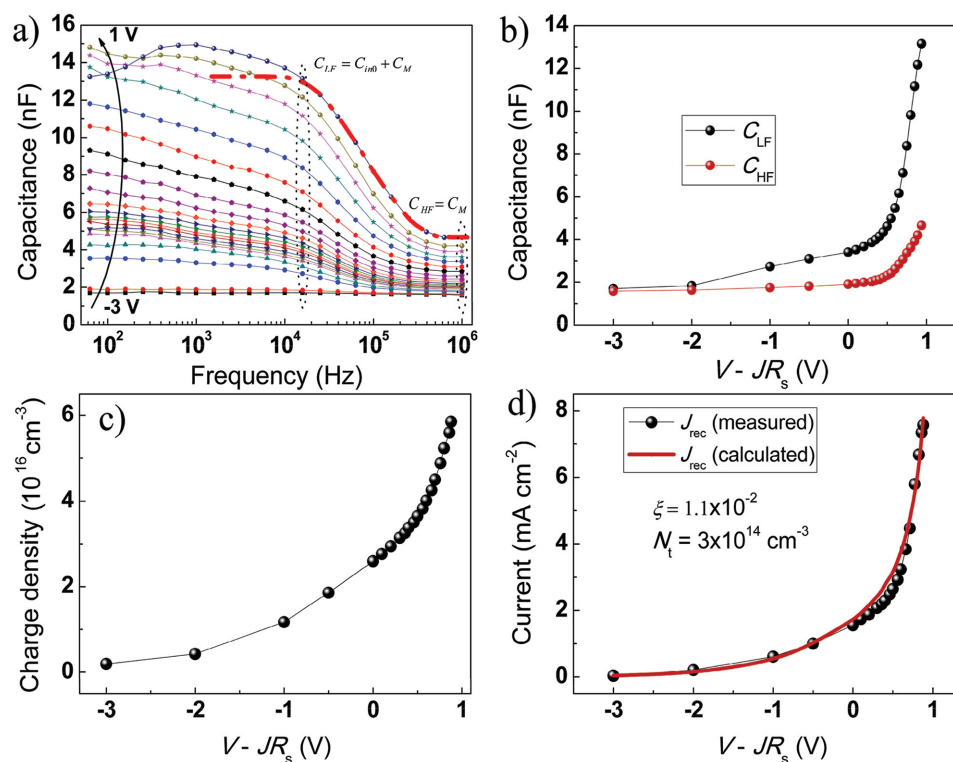 a)
1 V
C_LF = C_in0 + C_M
C_HF = C_M
-3 V
Capacitance (nF)
16
14
12
10
8
6
4
2
0
10^2 10^3 10^4 10^5 10^6
Frequency (Hz)
b)
Capacitance (nF)
14
12
10
8
6
4
2
0
C_LF
C_HF
-3 -2 -1 0 1
V - JR_s (V)
c)
Charge density (10^16 cm^-3)
6
4
2
0
-3 -2 -1 0 1
V - JR_s (V)
d)
Current (mA cm^-2)
8
6
4
2
0
J_rec (measured)
J_rec (calculated)
ξ = 1.1x10^-2
N_t = 3x10^14 cm^-3
-3 -2 -1 0 1
V - JR_s (V)